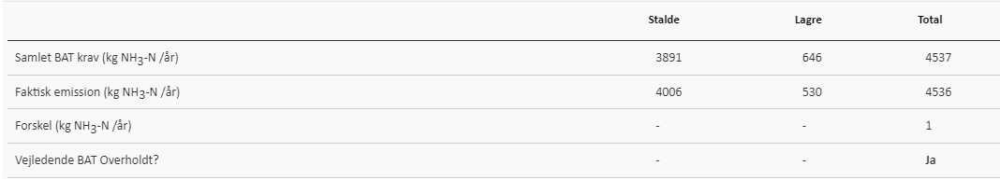 Stalde Lagre Total
Samlet BAT krav (kg NH3-N /år) 3891 646 4537
Faktisk emission (kg NH3-N /år) 4006 530 4536
Forskel (kg NH3-N /år) - - 1
Vejledende BAT Overholdt? - - Ja